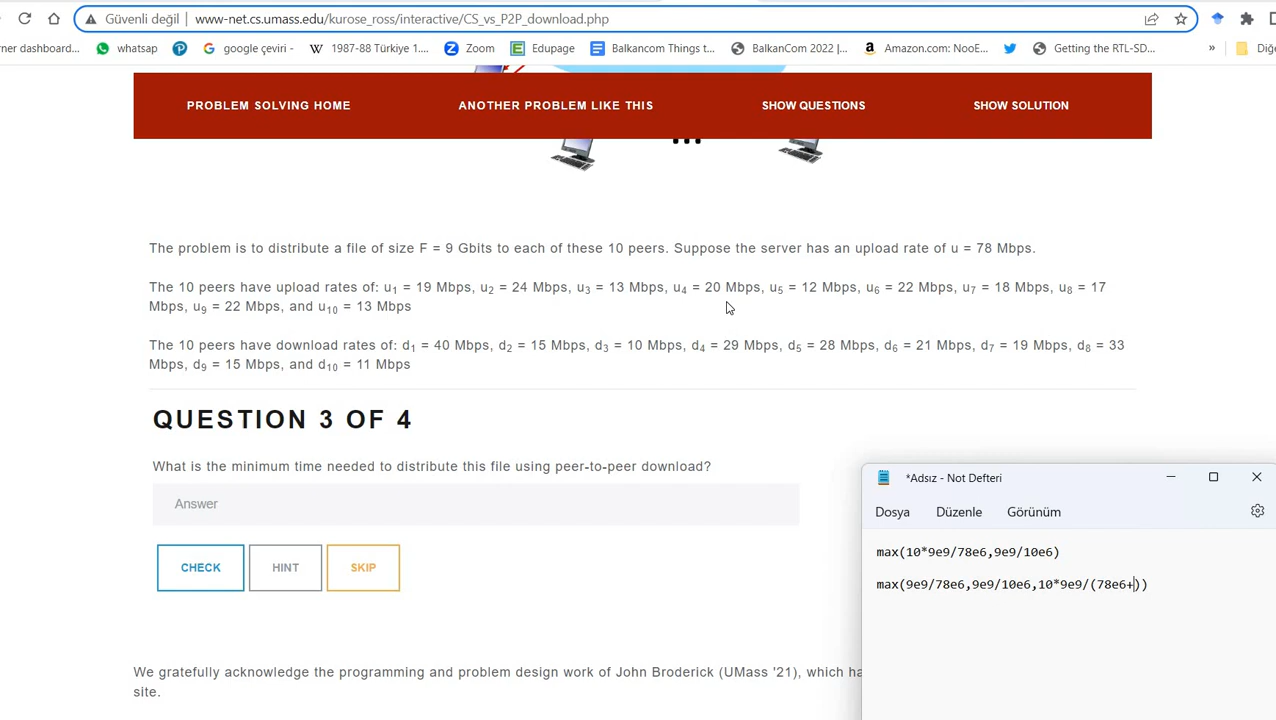 Güvenli değil | www-net.cs.umass.edu/kurose_ross/interactive/CS_vs_P2P_download.php
rner dashboard... whatsapp google çeviri - 1987-88 Türkiye 1.... Zoom Edupage Balkancom Things t... BalkanCom 2022 |... Amazon.com: NooE... Getting the RTL-SD... » Diğe
PROBLEM SOLVING HOME ANOTHER PROBLEM LIKE THIS SHOW QUESTIONS SHOW SOLUTION
The problem is to distribute a file of size F = 9 Gbits to each of these 10 peers. Suppose the server has an upload rate of u = 78 Mbps.
The 10 peers have upload rates of: u₁ = 19 Mbps, u₂ = 24 Mbps, u₃ = 13 Mbps, u₄ = 20 Mbps, u₅ = 12 Mbps, u₆ = 22 Mbps, u₇ = 18 Mbps, u₈ = 17
Mbps, u₉ = 22 Mbps, and u₁₀ = 13 Mbps
The 10 peers have download rates of: d₁ = 40 Mbps, d₂ = 15 Mbps, d₃ = 10 Mbps, d₄ = 29 Mbps, d₅ = 28 Mbps, d₆ = 21 Mbps, d₇ = 19 Mbps, d₈ = 33
Mbps, d₉ = 15 Mbps, and d₁₀ = 11 Mbps
QUESTION 3 OF 4
What is the minimum time needed to distribute this file using peer-to-peer download?
Answer
CHECK HINT SKIP
*Adsız - Not Defteri
Dosya Düzenle Görünüm
max(10*9e9/78e6,9e9/10e6)
max(9e9/78e6,9e9/10e6,10*9e9/(78e6+))
We gratefully acknowledge the programming and problem design work of John Broderick (UMass '21), which ha
site.